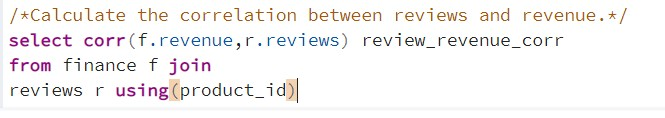 /*Calculate the correlation between reviews and revenue.*/
select corr(f.revenue,r.reviews) review_revenue_corr
from finance f join
reviews r using(product_id)